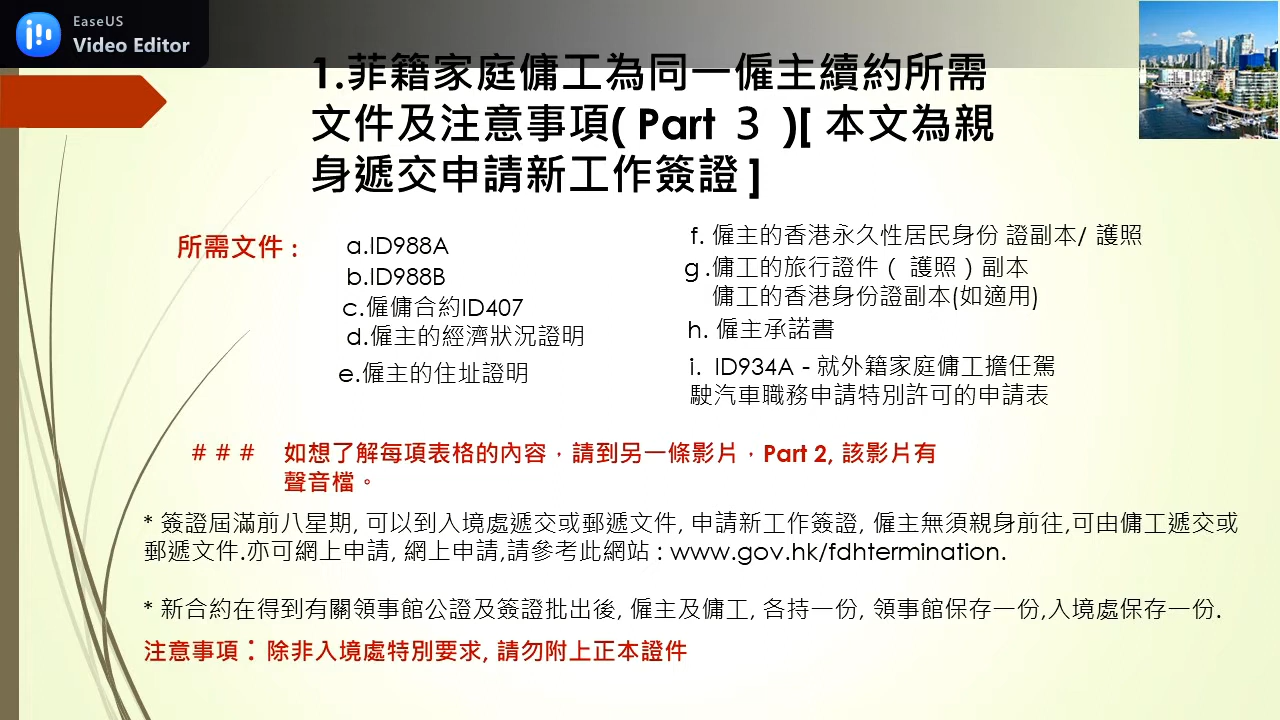 EaseUS
Video Editor
1.菲籍家庭傭工為同一僱主續約所需
文件及注意事項( Part ３ )[ 本文為親
身遞交申請新工作簽證 ]
所需文件 :
a.ID988A
b.ID988B
c.僱傭合約ID407
d.僱主的經濟狀況證明
e.僱主的住址證明
f. 僱主的香港永久性居民身份 證副本/ 護照
g .傭工的旅行證件（ 護照 ) 副本
傭工的香港身份證副本(如適用)
h. 僱主承諾書
i. ID934A - 就外籍家庭傭工擔任駕
駛汽車職務申請特別許可的申請表
＃＃＃ 如想了解每項表格的內容，請到另一條影片，Part 2, 該影片有
聲音檔。
* 簽證屆滿前八星期, 可以到入境處遞交或郵遞文件, 申請新工作簽證, 僱主無須親身前往,可由傭工遞交或
郵遞文件.亦可網上申請, 網上申請,請參考此網站 : www.gov.hk/fdhtermination.
* 新合約在得到有關領事館公證及簽證批出後, 僱主及傭工, 各持一份, 領事館保存一份,入境處保存一份.
注意事項： 除非入境處特別要求, 請勿附上正本證件